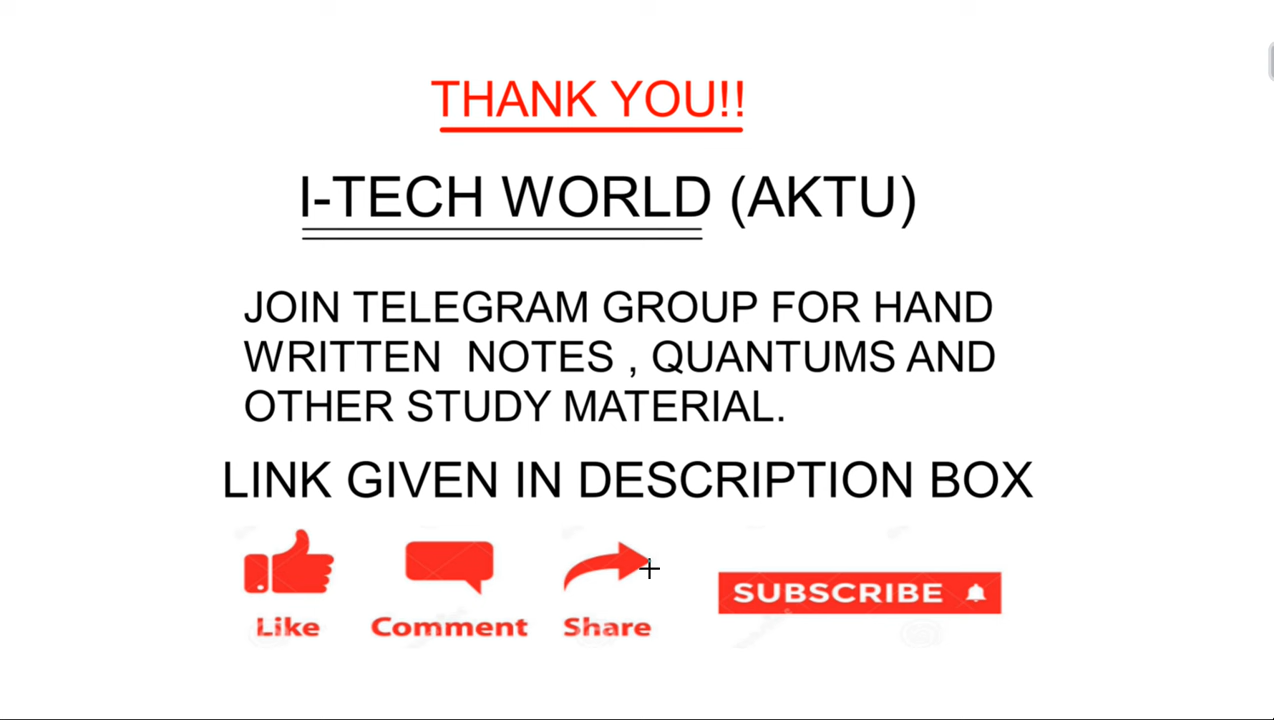 THANK YOU!!
I-TECH WORLD (AKTU)
JOIN TELEGRAM GROUP FOR HAND
WRITTEN NOTES , QUANTUMS AND
OTHER STUDY MATERIAL.
LINK GIVEN IN DESCRIPTION BOX
Like Comment Share SUBSCRIBE